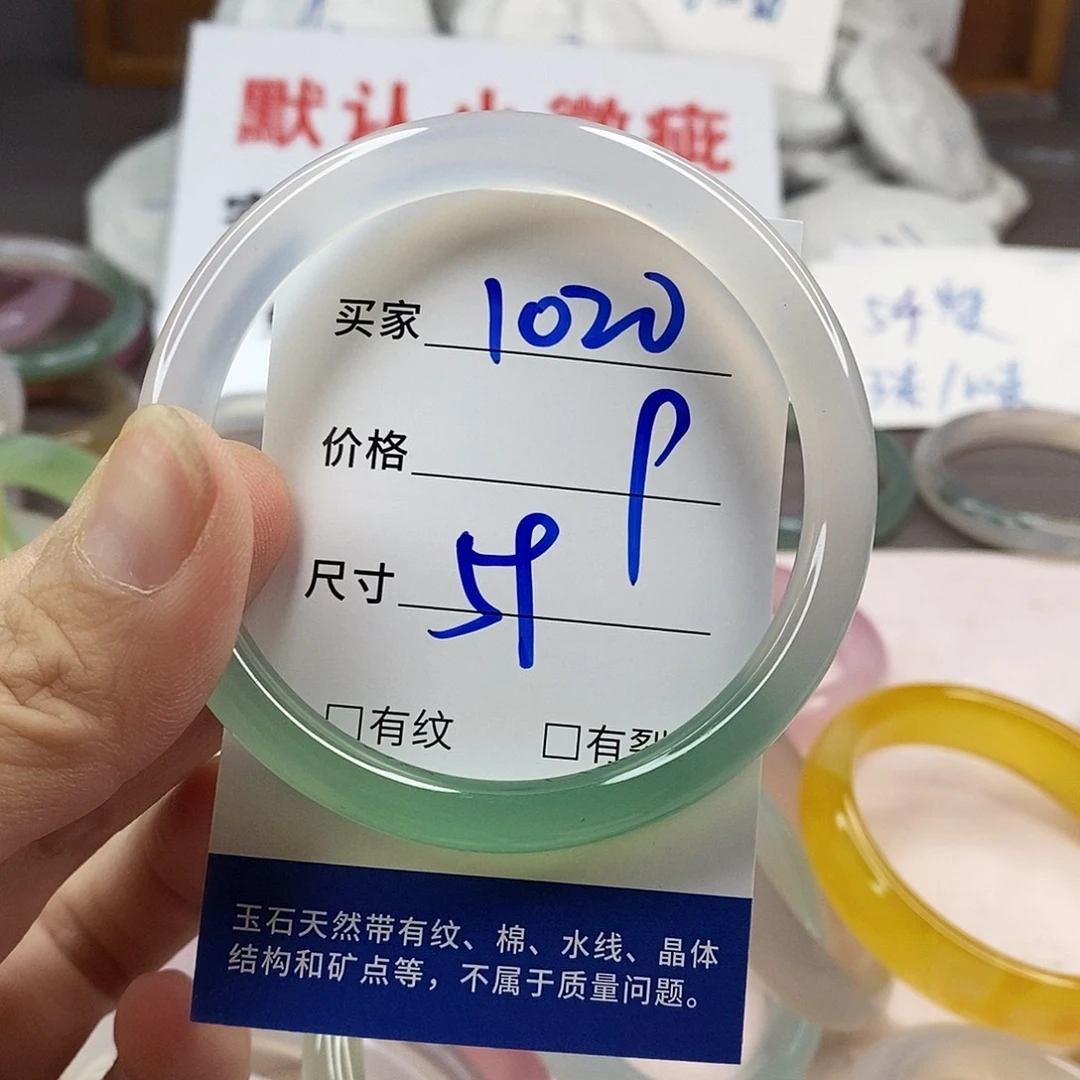 默认小微疵
买家 1020
价格 P
尺寸 54
□有纹 □有裂
玉石天然带有纹、棉、水线、晶体
结构和矿点等，不属于质量问题。